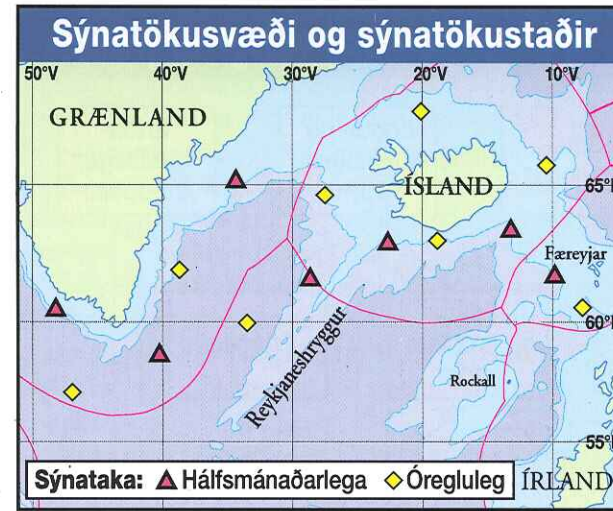 Sýnatökusvæði og sýnatökustaðir
50°V 40°V 30°V 20°V 10°V
GRÆNLAND
65°
ÍSLAND
Færeyjar
60°
Reykjaneshryggur
Rockall
55°
Sýnataka: Hálfsmánaðarlega Óregluleg
ÍRLAND